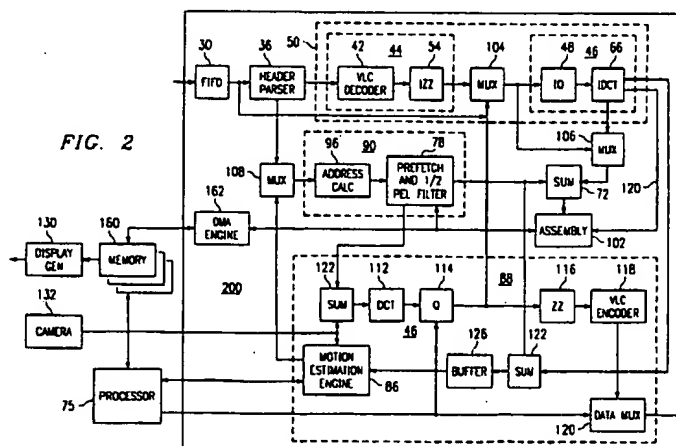 50
42
44
54
104
48
46
66
30
36
FIFO
HEADER PARSER
VLC DECODER
IZZ
MUX
IQ
IDCT
FIG. 2
106
MUX
96
90
78
108
MUX
ADDRESS CALC
PREFETCH AND 1/2 PEL FILTER
SUM
72
120
162
DMA ENGINE
ASSEMBLY
102
130
160
DISPLAY GEN
MEMORY
200
122
112
114
88
116
118
132
SUM
DCT
Q
ZZ
VLC ENCODER
CAMERA
46
126
122
MOTION ESTIMATION ENGINE
86
BUFFER
SUM
PROCESSOR
75
DATA MUX
120